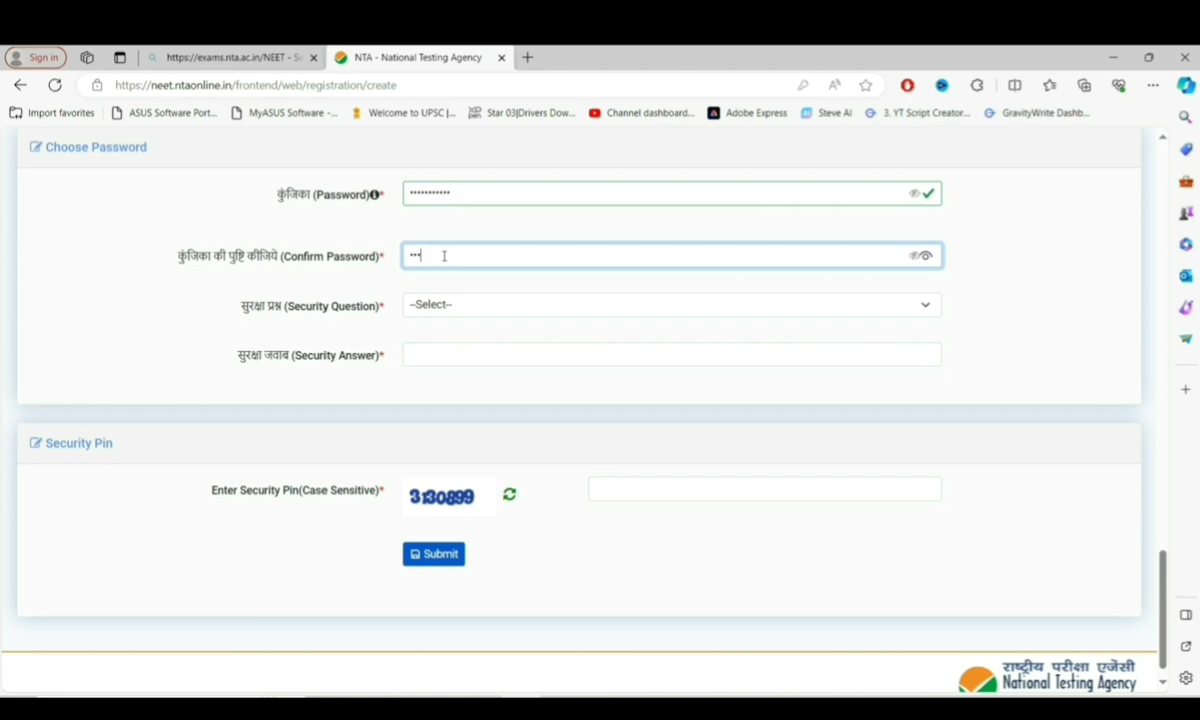 Sign in
https://exams.nta.ac.in/NEET - Se
NTA - National Testing Agency
https://neet.ntaonline.in/frontend/web/registration/create
Import favorites
ASUS Software Port...
MyASUS Software -...
Welcome to UPSC |...
Star 03|Drivers Dow...
Channel dashboard...
Adobe Express
Steve AI
3. YT Script Creator...
GravityWrite Dashb...
Choose Password
कुंजिका (Password)*
कुंजिका की पुष्टि कीजिये (Confirm Password)*
सुरक्षा प्रश्न (Security Question)*
--Select--
सुरक्षा जवाब (Security Answer)*
Security Pin
Enter Security Pin(Case Sensitive)*
3130899
Submit
राष्ट्रीय परीक्षा एजेंसी
National Testing Agency